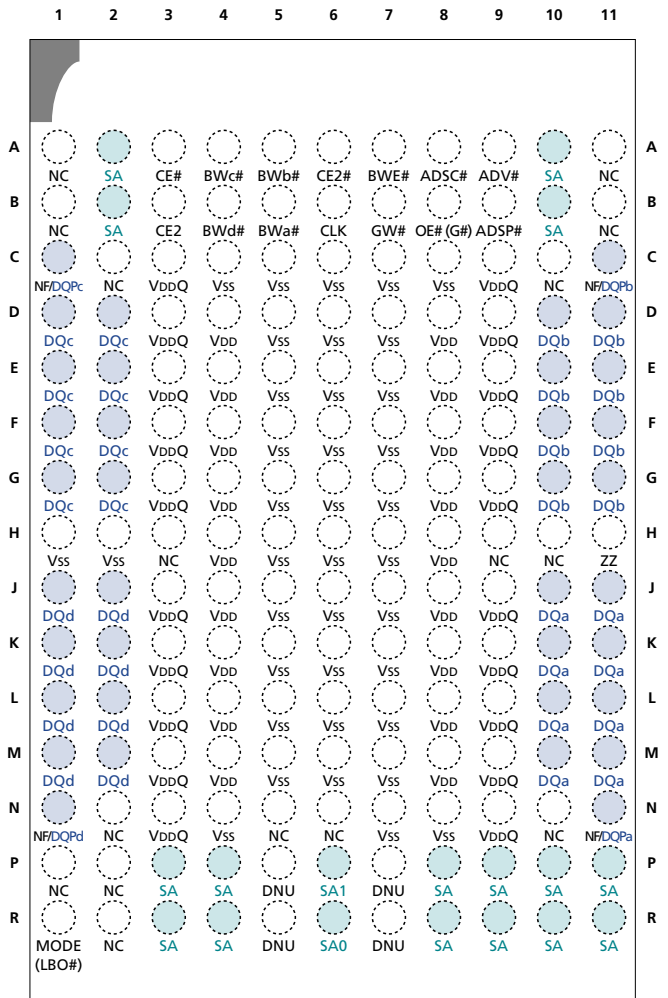 1 2 3 4 5 6 7 8 9 10 11
A A
NC SA CE# BWc# BWb# CE2# BWE# ADSC# ADV# SA NC
B B
NC SA CE2 BWd# BWa# CLK GW# OE# (G#) ADSP# SA NC
C C
NF/DQPc NC VDDQ Vss Vss Vss Vss Vss VDDQ NC NF/DQPb
D D
DQc DQc VDDQ VDD Vss Vss Vss VDD VDDQ DQb DQb
E E
DQc DQc VDDQ VDD Vss Vss Vss VDD VDDQ DQb DQb
F F
DQc DQc VDDQ VDD Vss Vss Vss VDD VDDQ DQb DQb
G G
DQc DQc VDDQ VDD Vss Vss Vss VDD VDDQ DQb DQb
H H
Vss Vss NC VDD Vss Vss Vss VDD NC NC ZZ
J J
DQd DQd VDDQ VDD Vss Vss Vss VDD VDDQ DQa DQa
K K
DQd DQd VDDQ VDD Vss Vss Vss VDD VDDQ DQa DQa
L L
DQd DQd VDDQ VDD Vss Vss Vss VDD VDDQ DQa DQa
M M
DQd DQd VDDQ VDD Vss Vss Vss VDD VDDQ DQa DQa
N N
NF/DQPd NC VDDQ Vss NC NC Vss Vss VDDQ NC NF/DQPa
P P
NC NC SA SA DNU SA1 DNU SA SA SA SA
R R
MODE NC SA SA DNU SA0 DNU SA SA SA SA
(LBO#)